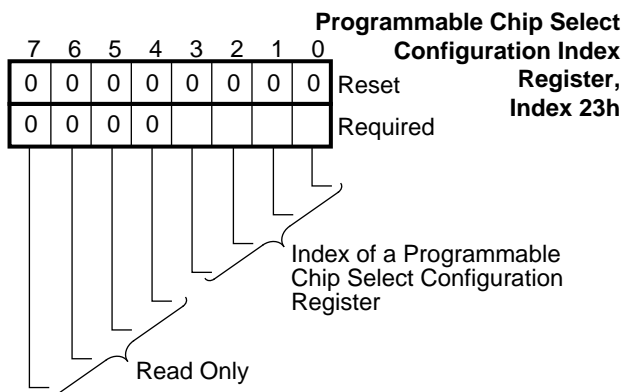 Programmable Chip Select
Configuration Index
Register,
Index 23h
7 6 5 4 3 2 1 0
0 0 0 0 0 0 0 0 Reset
0 0 0 0 Required
Index of a Programmable
Chip Select Configuration
Register
Read Only